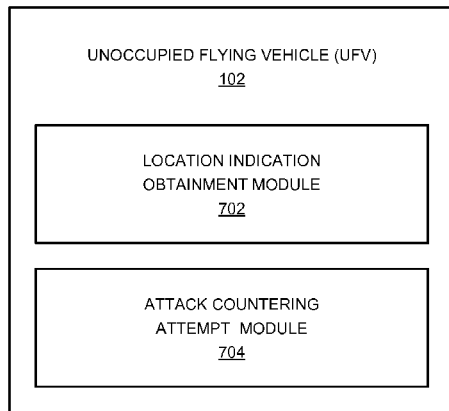 UNOCCUPIED FLYING VEHICLE (UFV)
102
LOCATION INDICATION
OBTAINMENT MODULE
702
ATTACK COUNTERING
ATTEMPT MODULE
704